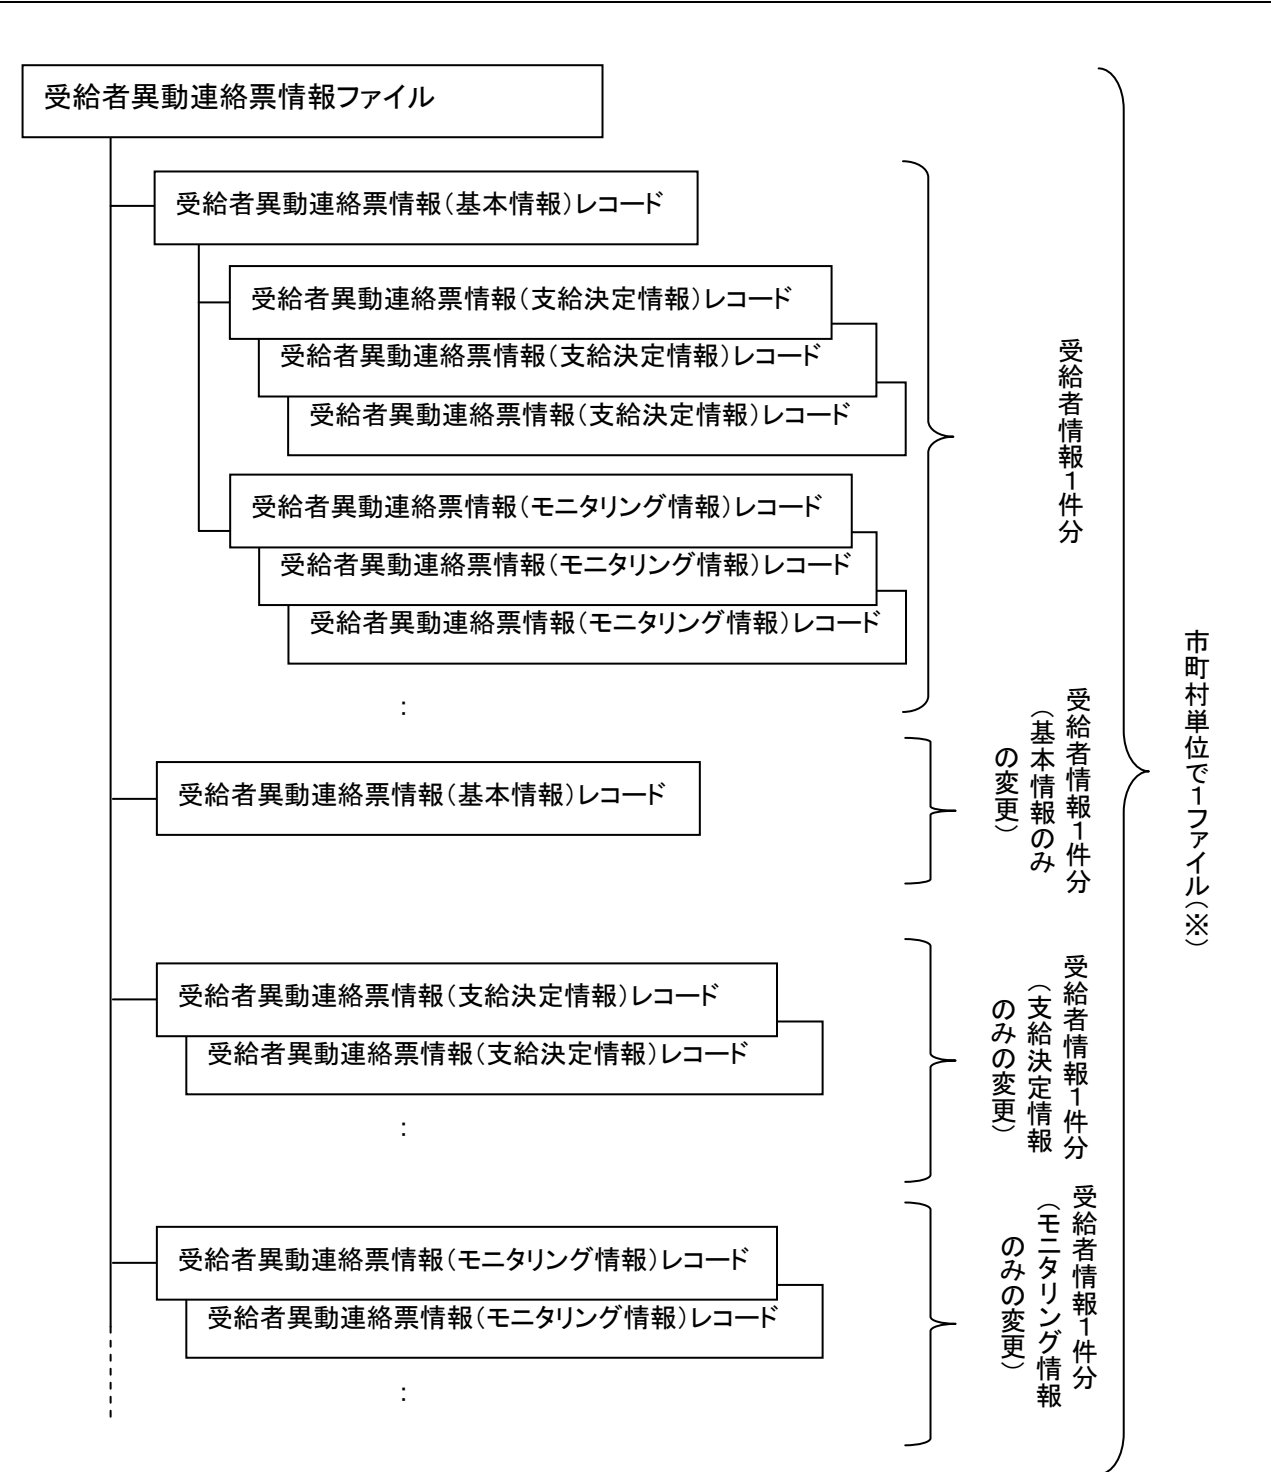 受給者異動連絡票情報ファイル
受給者異動連絡票情報（基本情報）レコード
受給者異動連絡票情報（支給決定情報）レコード
受給者異動連絡票情報（支給決定情報）レコード
受給者異動連絡票情報（支給決定情報）レコード
受給者異動連絡票情報（モニタリング情報）レコード
受給者異動連絡票情報（モニタリング情報）レコード
受給者異動連絡票情報（モニタリング情報）レコード
：
受給者情報１件分
受給者異動連絡票情報（基本情報）レコード
受給者情報１件分
（基本情報のみ
の変更）
受給者異動連絡票情報（支給決定情報）レコード
受給者異動連絡票情報（支給決定情報）レコード
：
受給者情報１件分
（支給決定情報
のみの変更）
受給者異動連絡票情報（モニタリング情報）レコード
受給者異動連絡票情報（モニタリング情報）レコード
：
受給者情報１件分
（モニタリング情報
のみの変更）
市町村単位で１ファイル（※）